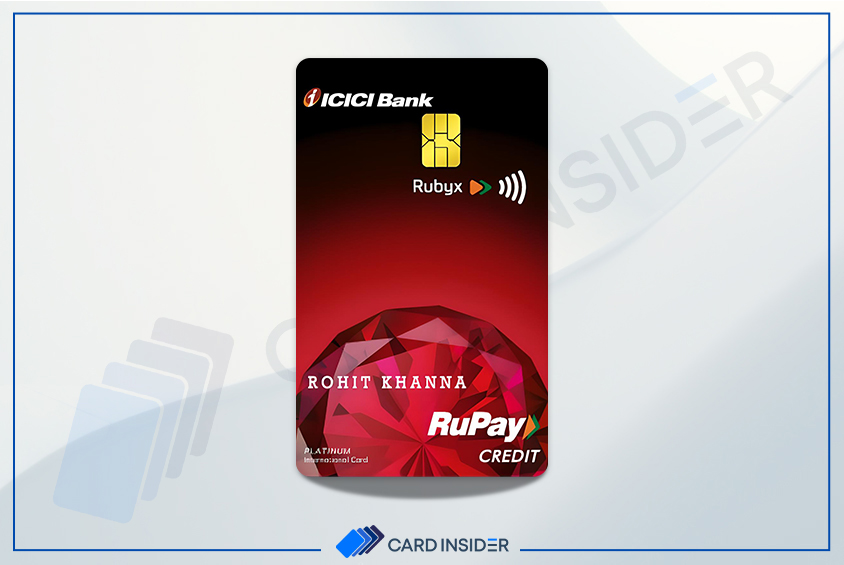 ICICI Bank
Rubyx
ROHIT KHANNA
RuPay
CREDIT
PLATINUM
International Card
CARD INSIDER